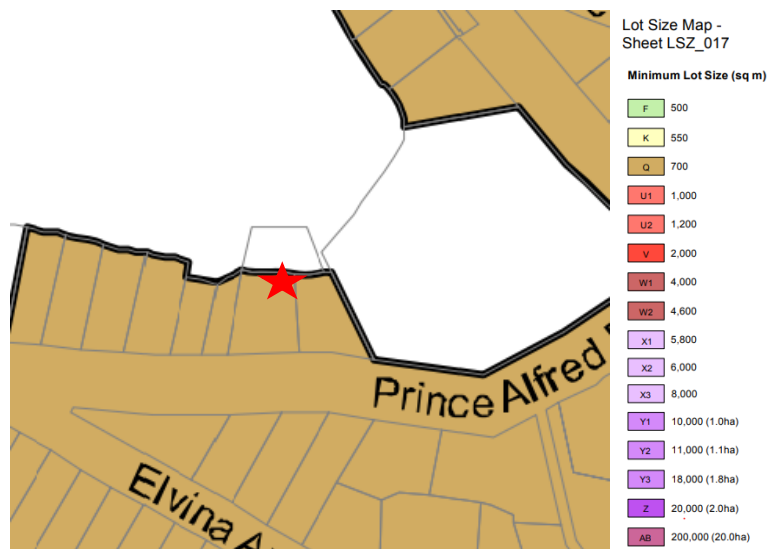 Lot Size Map -
Sheet LSZ_017
Minimum Lot Size (sq m)
F 500
K 550
Q 700
U1 1,000
U2 1,200
V 2,000
W1 4,000
W2 4,600
X1 5,800
X2 6,000
X3 8,000
Y1 10,000 (1.0ha)
Y2 11,000 (1.1ha)
Y3 18,000 (1.8ha)
Z 20,000 (2.0ha)
AB 200,000 (20.0ha)
Prince Alfred
Elvina